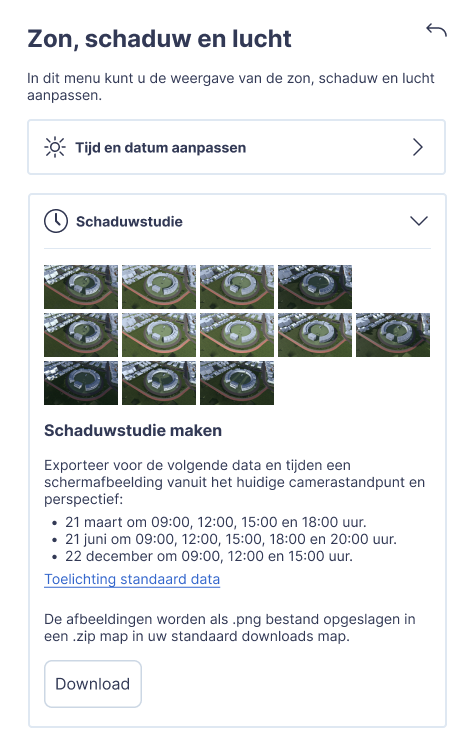 Zon, schaduw en lucht
In dit menu kunt u de weergave van de zon, schaduw en lucht
aanpassen.
Tijd en datum aanpassen
Schaduwstudie
Schaduwstudie maken
Exporteer voor de volgende data en tijden een
schermafbeelding vanuit het huidige camerastandpunt en
perspectief:
• 21 maart om 09:00, 12:00, 15:00 en 18:00 uur.
• 21 juni om 09:00, 12:00, 15:00, 18:00 en 20:00 uur.
• 22 december om 09:00, 12:00 en 15:00 uur.
Toelichting standaard data
De afbeeldingen worden als .png bestand opgeslagen in
een .zip map in uw standaard downloads map.
Download